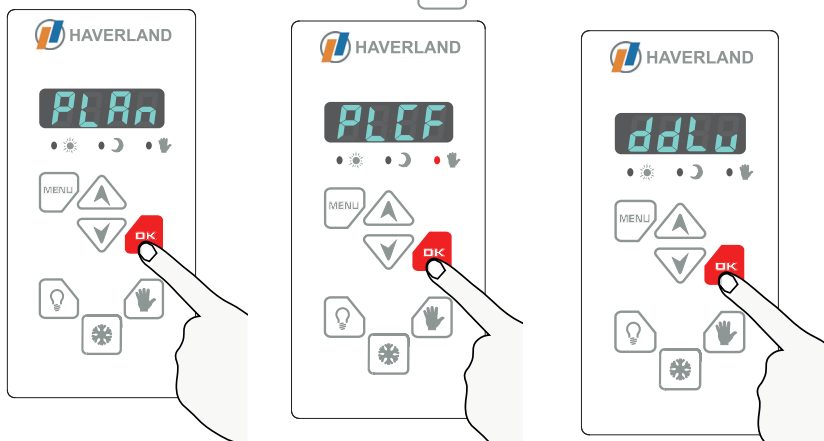 HAVERLAND
PLAn
MENU
OK
HAVERLAND
PLCF
MENU
OK
HAVERLAND
ddLu
MENU
OK